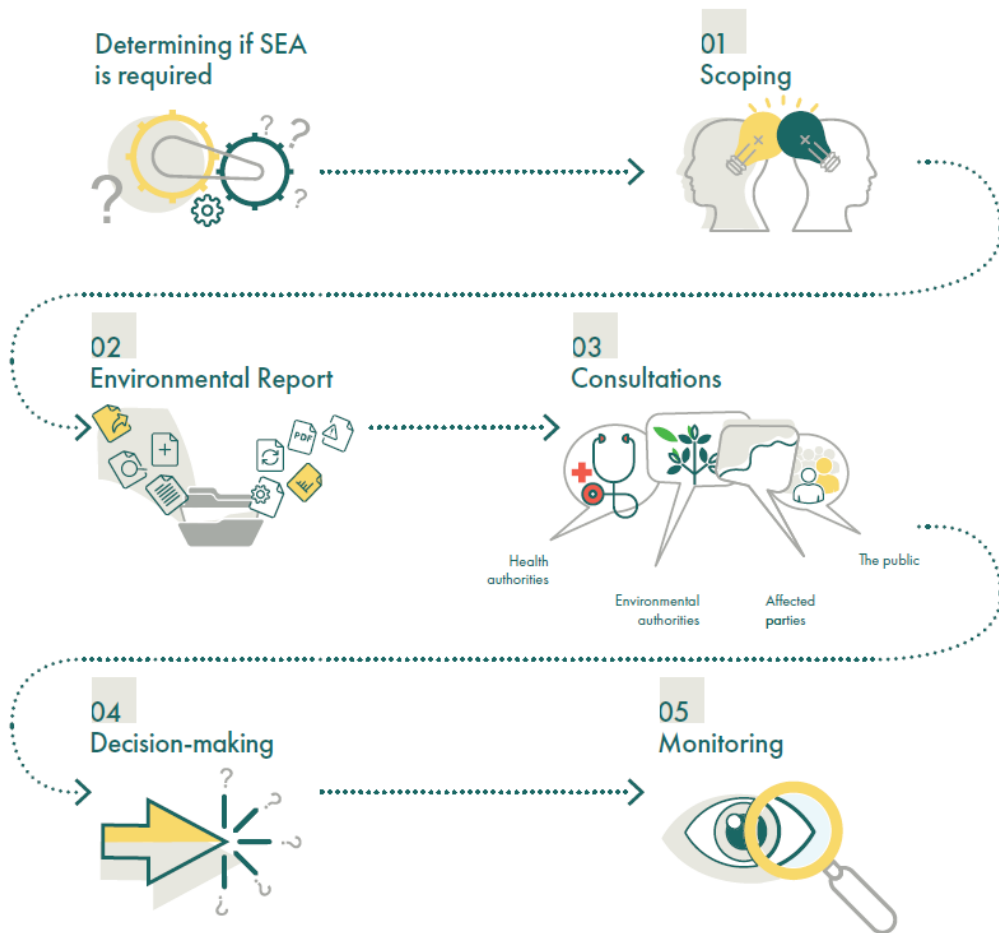 Determining if SEA
is required
?
?
?
?
01
Scoping
02
Environmental Report
PDF
03
Consultations
Health
authorities
Environmental
authorities
Affected
parties
The public
04
Decision-making
?
?
?
?
?
05
Monitoring